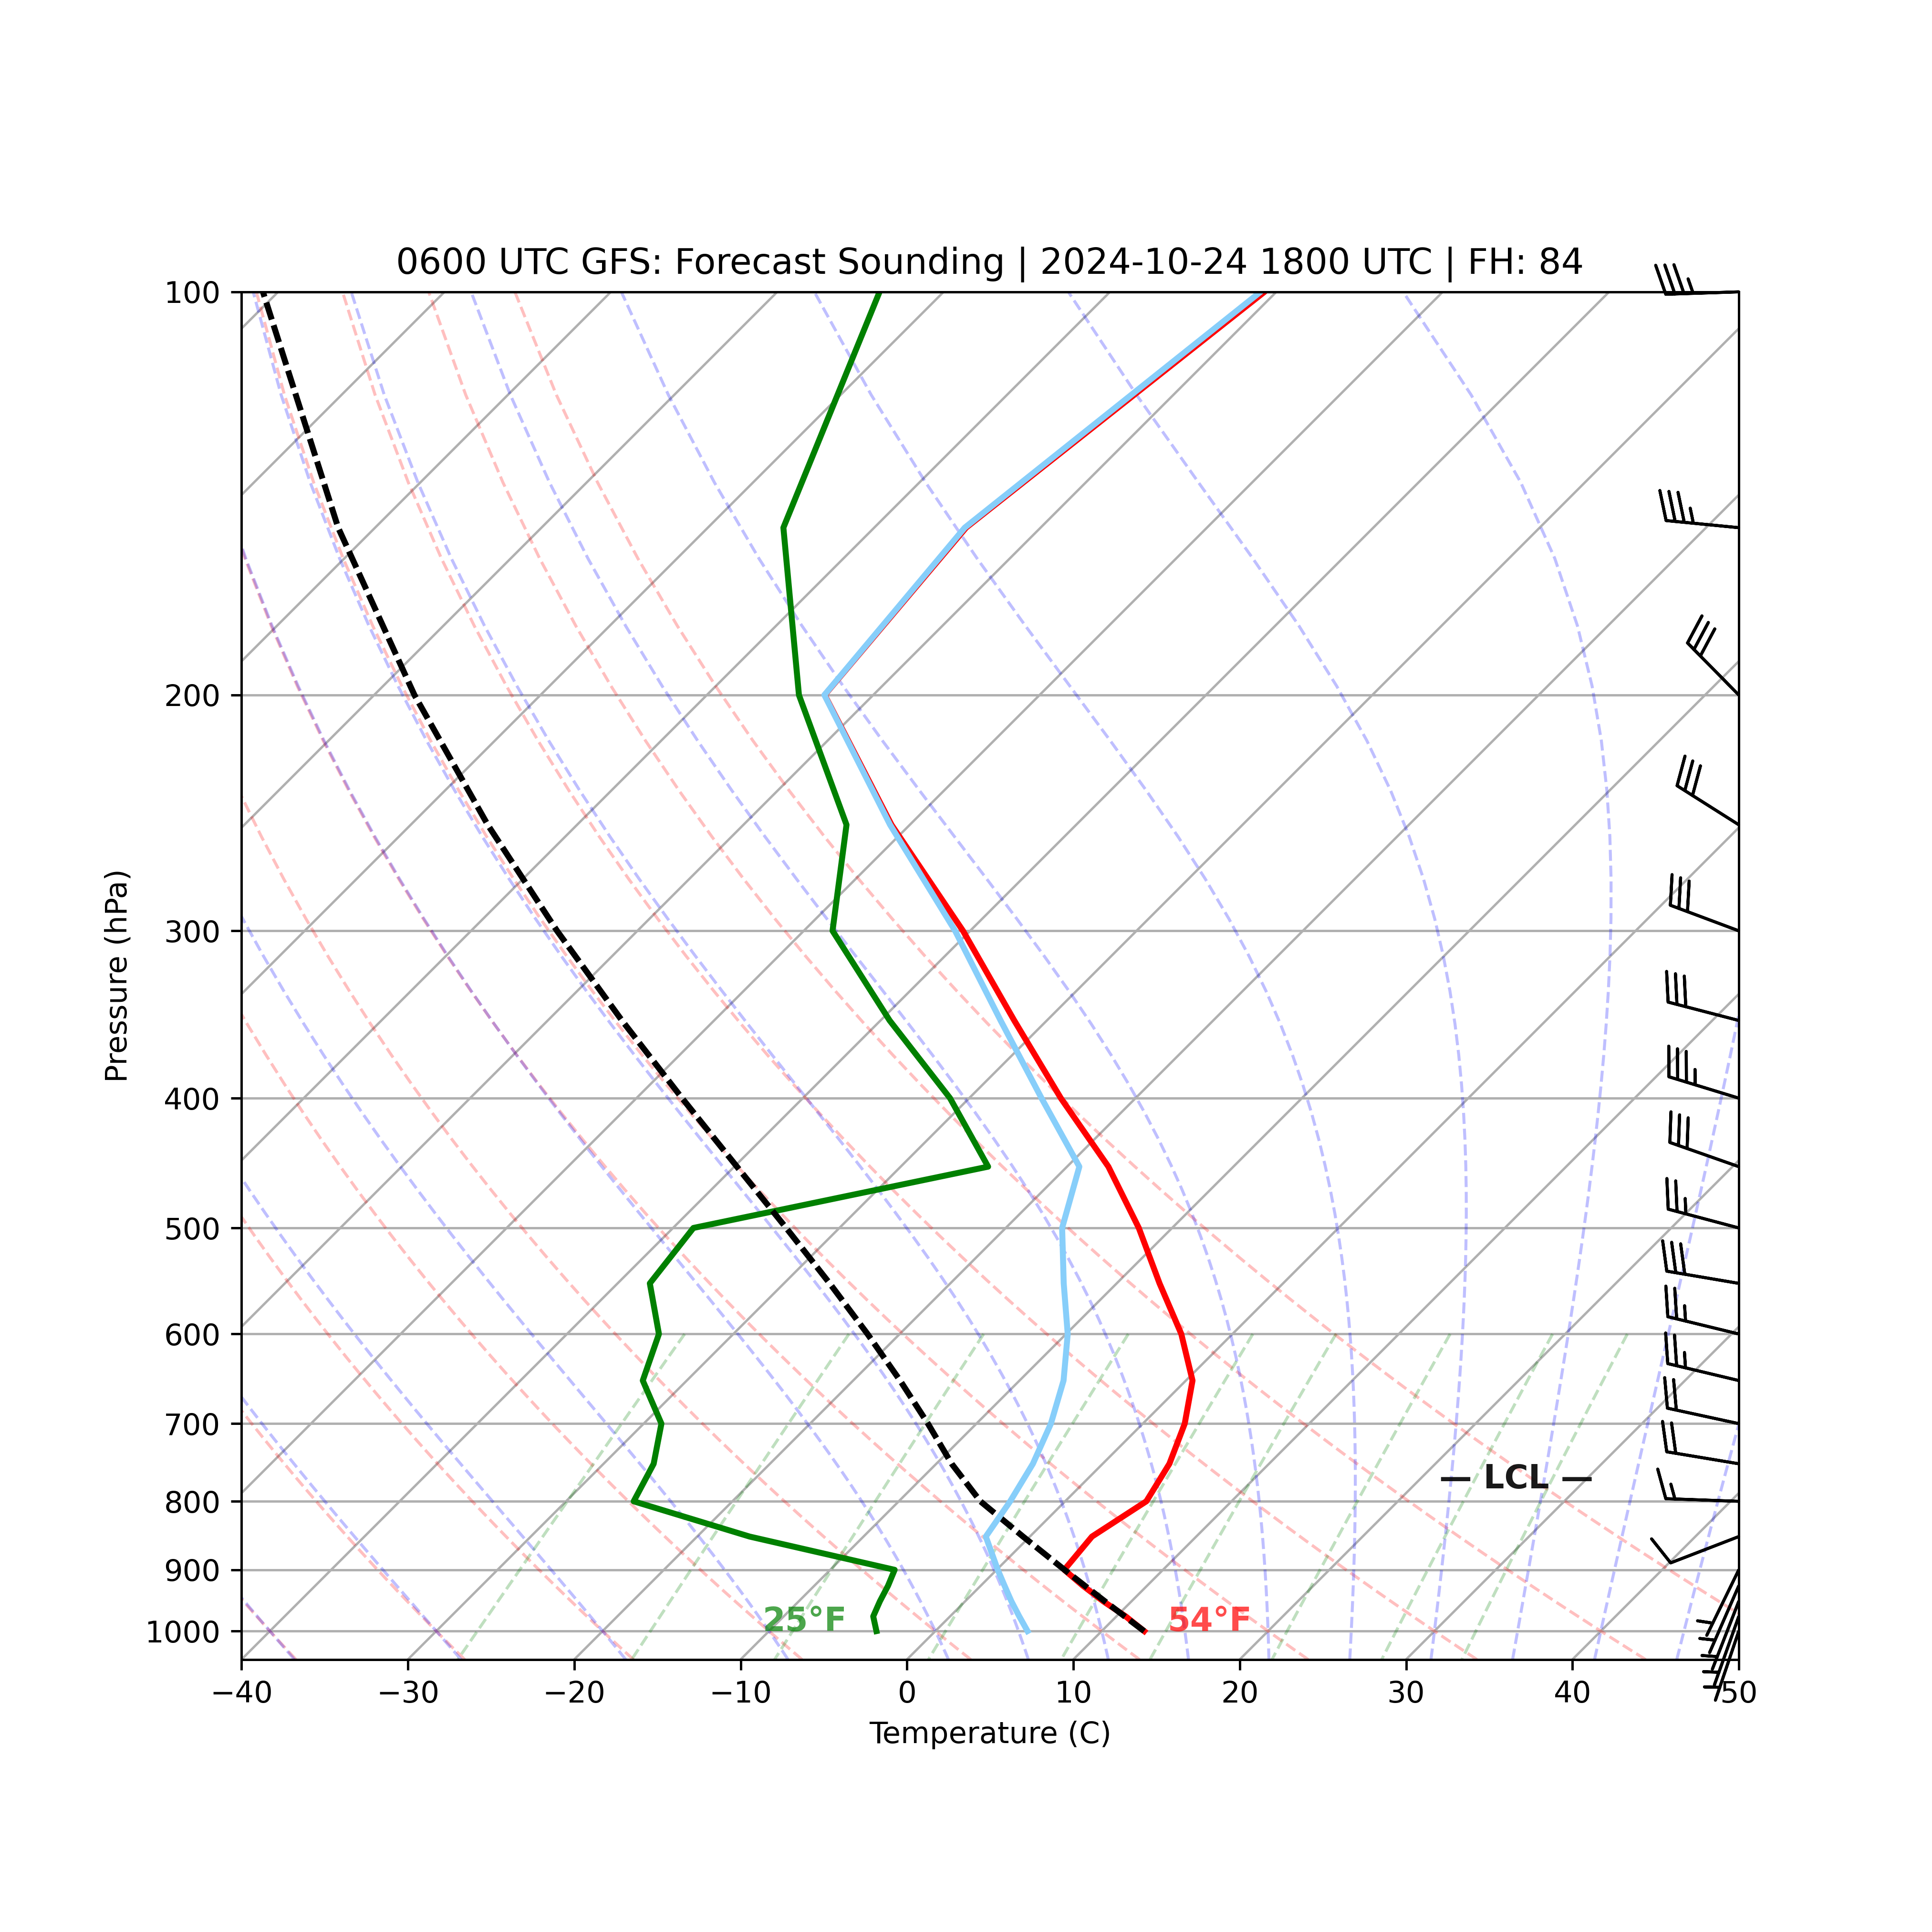 0600 UTC GFS: Forecast Sounding | 2024-10-24 1800 UTC | FH: 84
100
200
300
400
500
600
700
800
900
1000
Pressure (hPa)
— LCL —
25°F
54°F
−40 −30 −20 −10 0 10 20 30 40 50
Temperature (C)